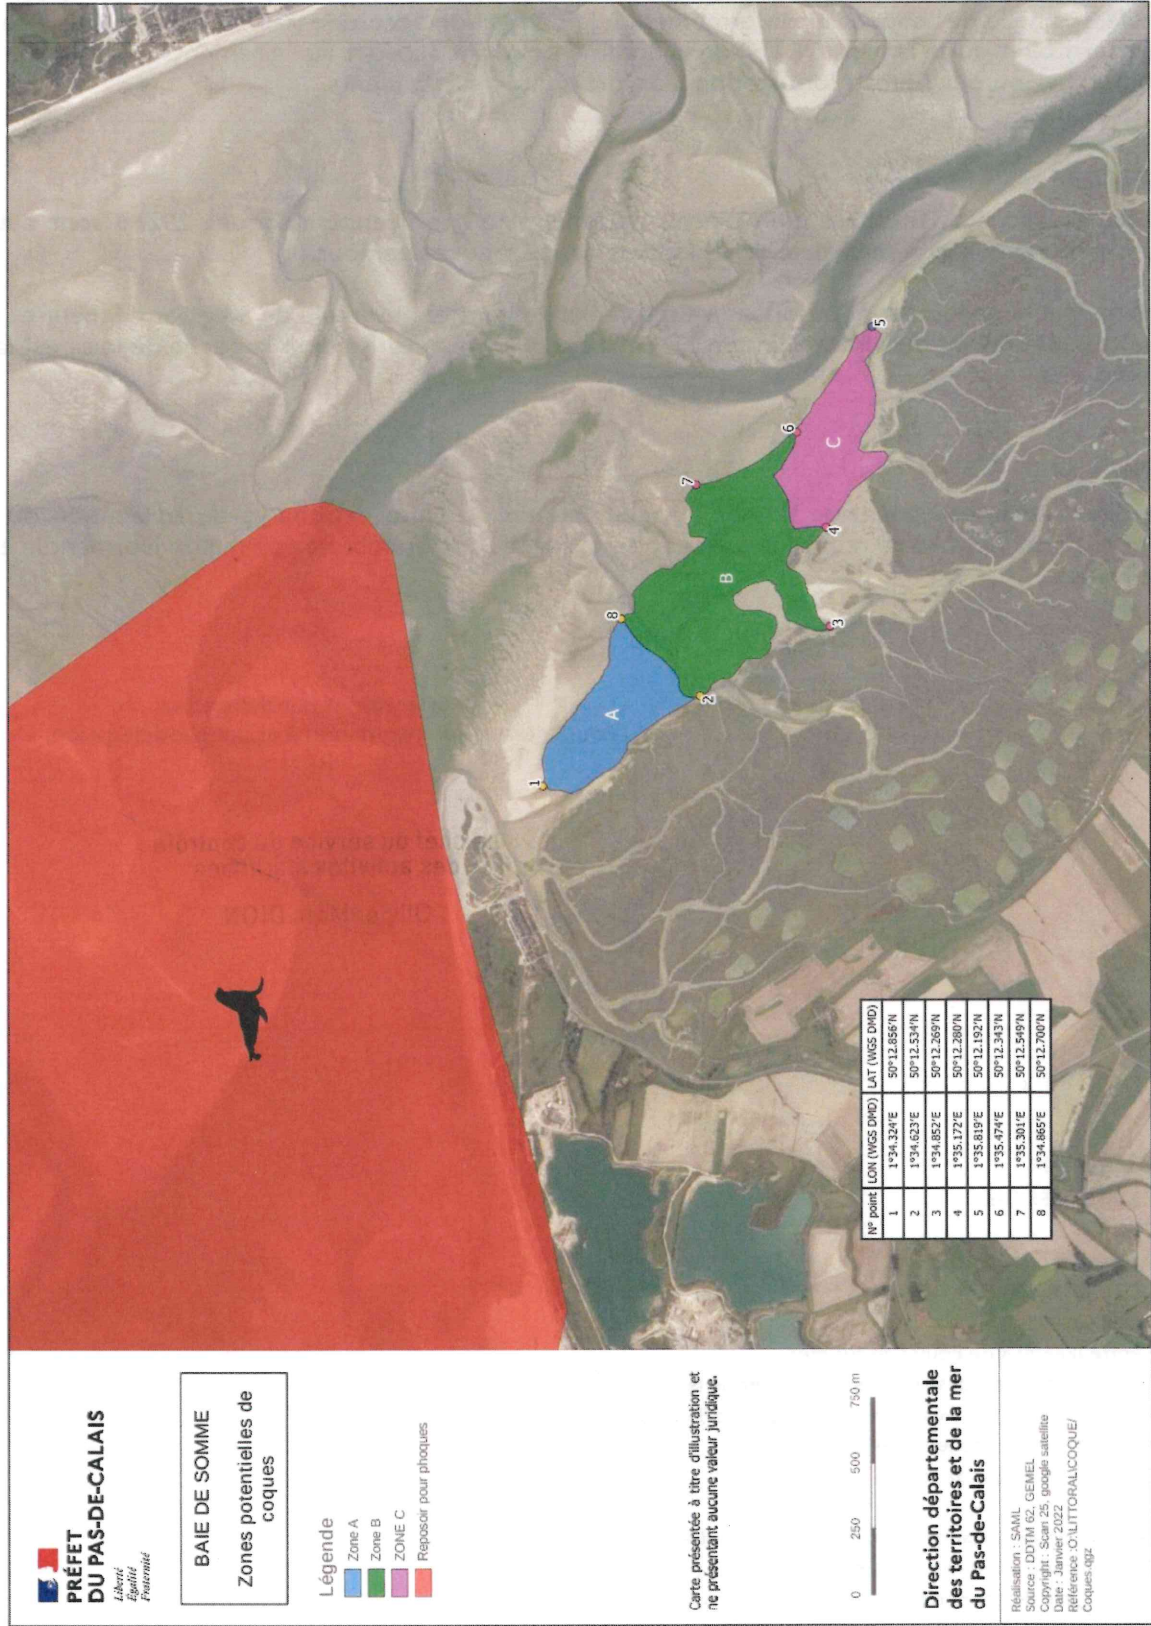 PRÉFET
DU PAS-DE-CALAIS
Liberté
Égalité
Fraternité
BAIE DE SOMME
Zones potentielles de
coques
Légende
Zone A
Zone B
ZONE C
Reposoir pour phoques
Carte présentée à titre d'illustration et
ne présentant aucune valeur juridique.
0 250 500 750 m
Direction départementale
des territoires et de la mer
du Pas-de-Calais
Réalisation : SAML
Source : DDTM 62, GEMEL
Copyright : Scan 25, google satellite
Date : Janvier 2022
Référence :O:\LITTORAL\COQUE/
Coques.qgz
1
2
3
4
5
6
7
8
A
B
C
N° point LON (WGS DMD) LAT (WGS DMD)
1 1°34.324'E 50°12.856'N
2 1°34.623'E 50°12.534'N
3 1°34.852'E 50°12.269'N
4 1°35.172'E 50°12.280'N
5 1°35.819'E 50°12.192'N
6 1°35.474'E 50°12.343'N
7 1°35.301'E 50°12.549'N
8 1°34.865'E 50°12.700'N